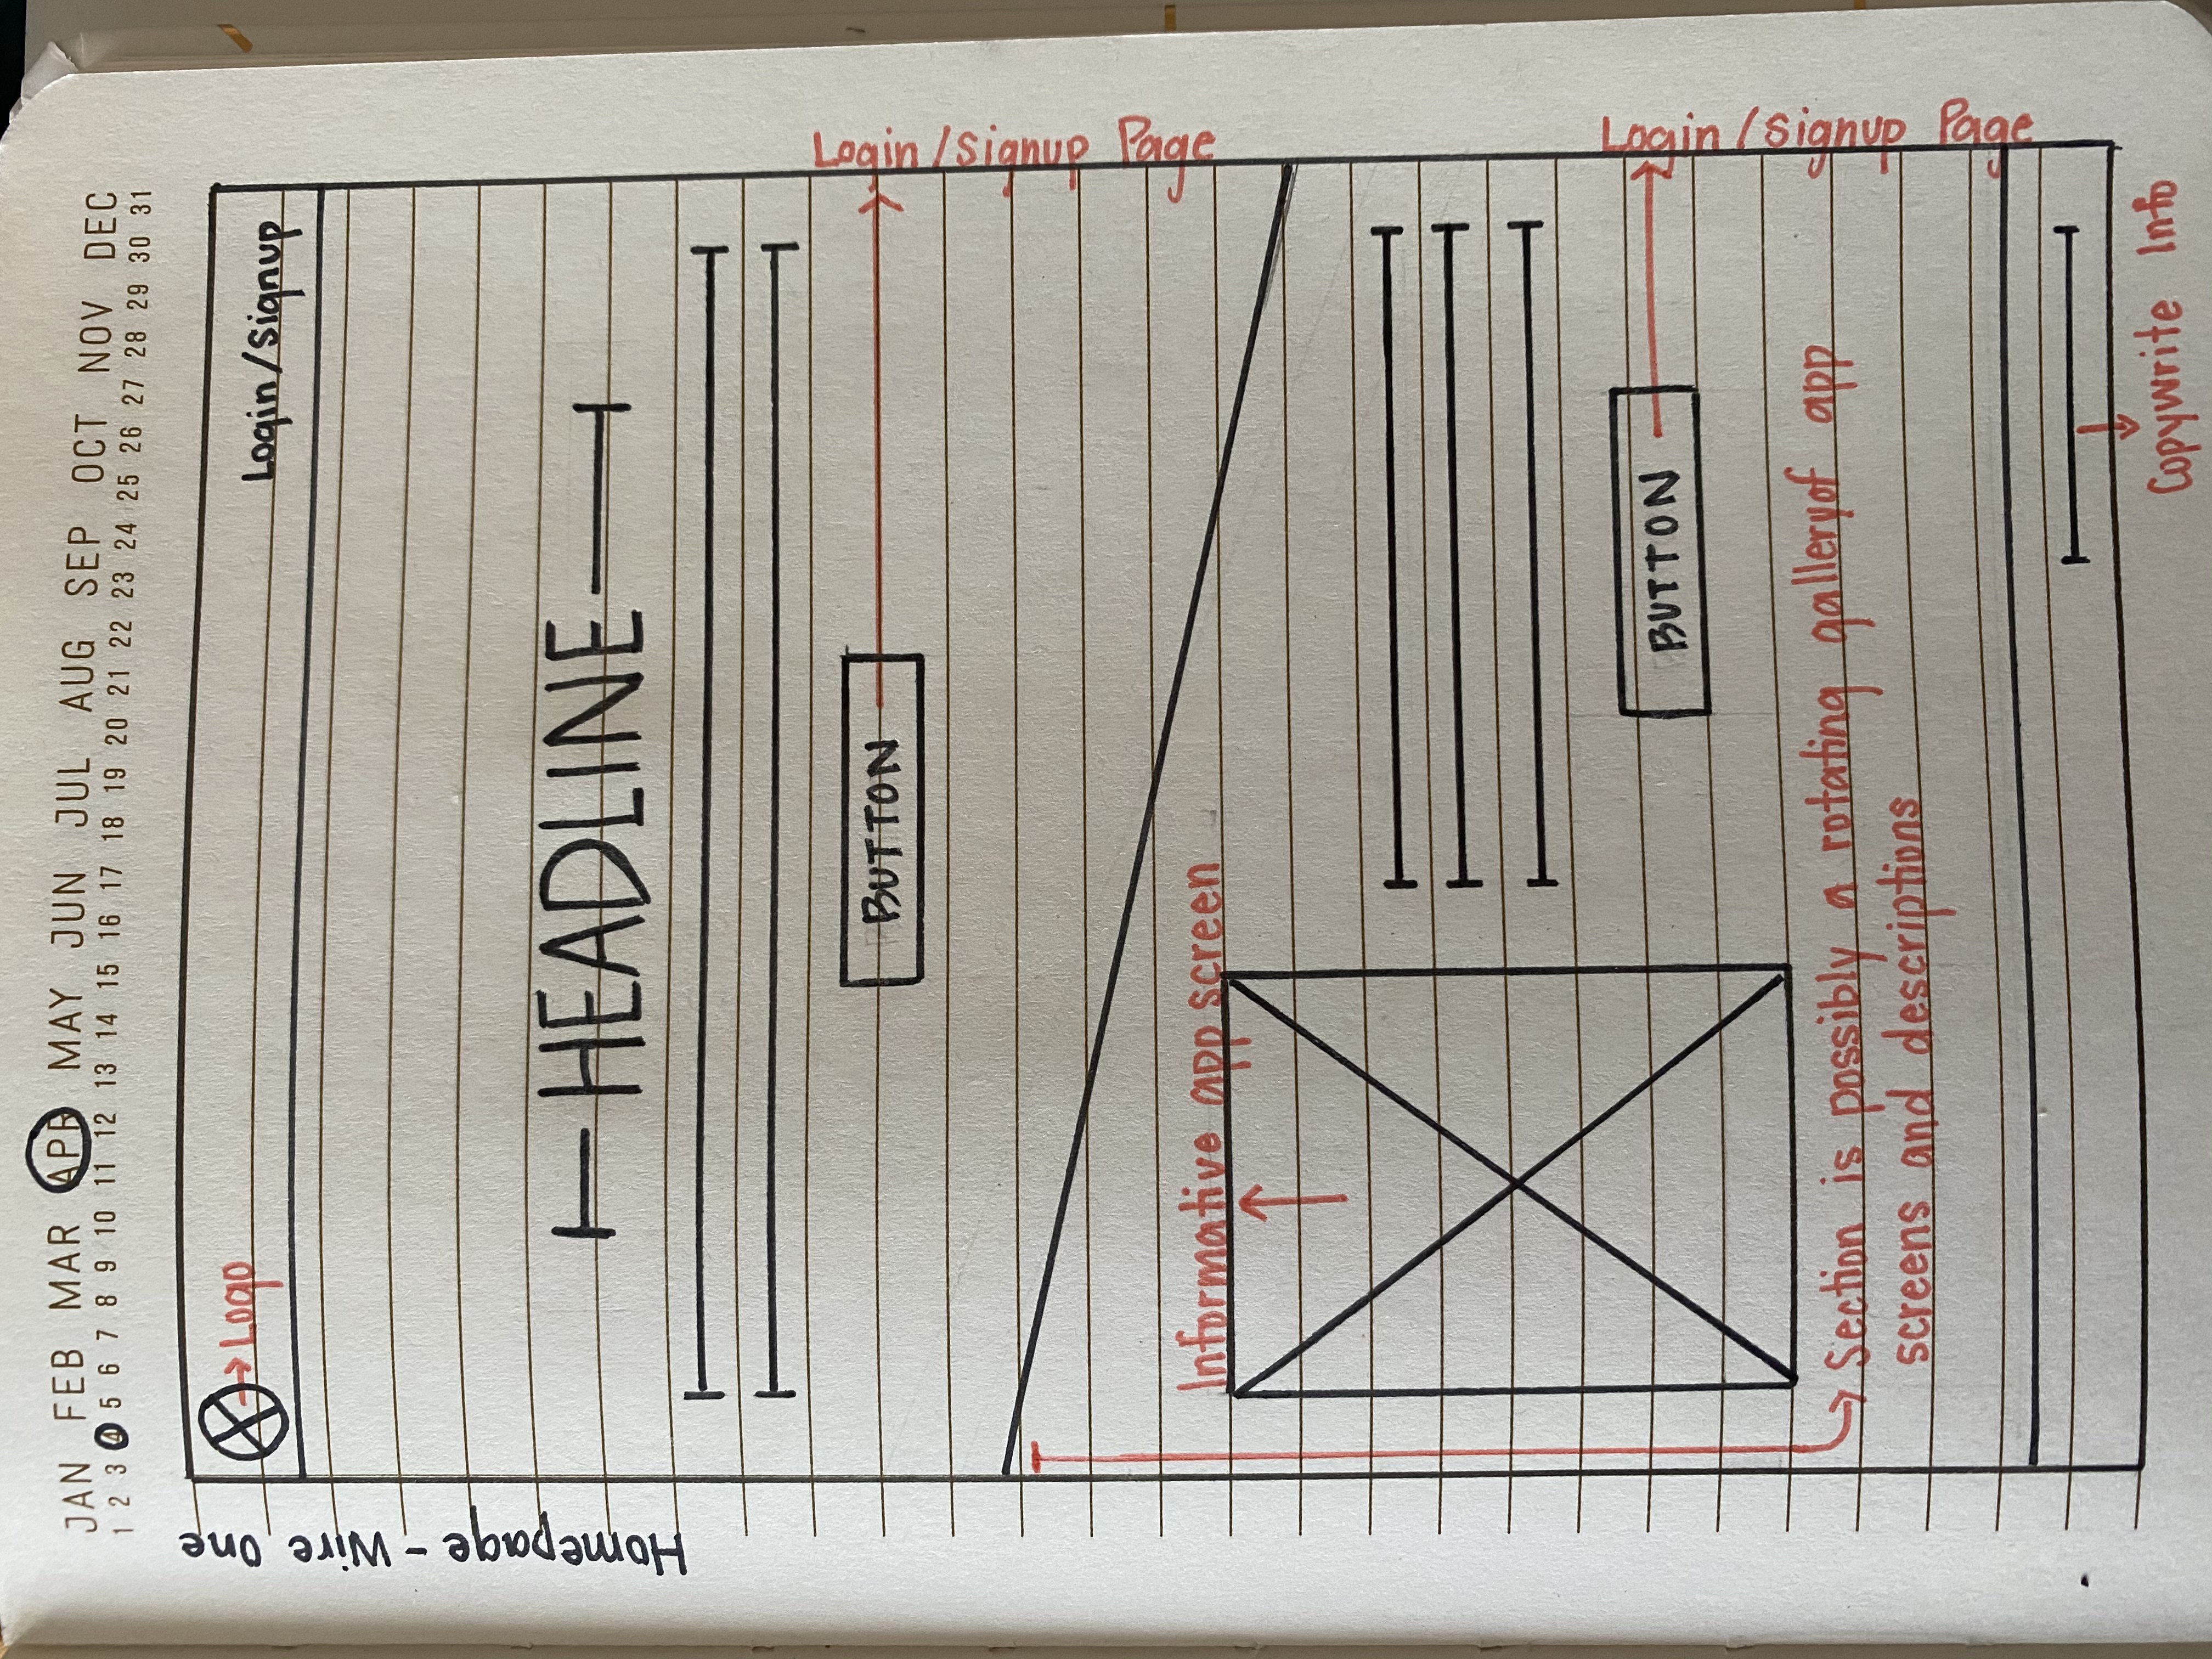 JAN FEB MAR APR MAY JUN JUL AUG SEP OCT NOV DEC
1 2 3 4 5 6 7 8 9 10 11 12 13 14 15 16 17 18 19 20 21 22 23 24 25 26 27 28 29 30 31
Homepage - Wire One
Logo
Login/Signup
HEADLINE
BUTTON
Login/Signup Page
Informative app screen
BUTTON
Login/Signup Page
Section is possibly a rotating galleryof app
screens and descriptions
Copywrite Info